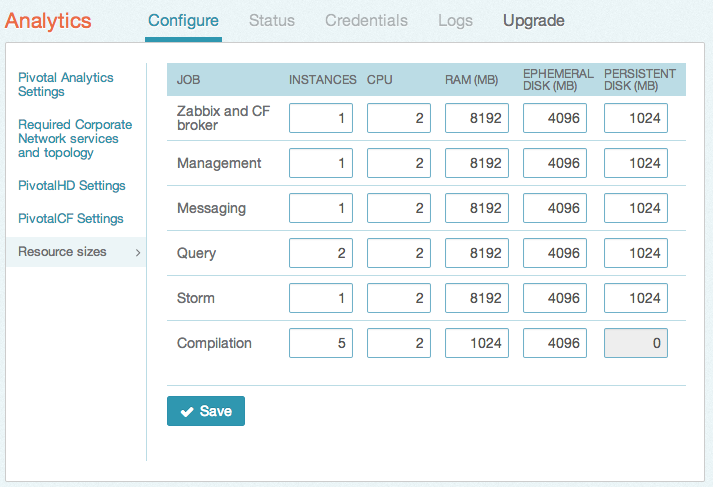 Analytics Configure Status Credentials Logs Upgrade
Pivotal Analytics
Settings
Required Corporate
Network services
and topology
PivotalHD Settings
PivotalCF Settings
Resource sizes
JOB INSTANCES CPU RAM (MB) EPHEMERAL DISK (MB) PERSISTENT DISK (MB)
Zabbix and CF
broker 1 2 8192 4096 1024
Management 1 2 8192 4096 1024
Messaging 1 2 8192 4096 1024
Query 2 2 8192 4096 1024
Storm 1 2 8192 4096 1024
Compilation 5 2 1024 4096 0
Save